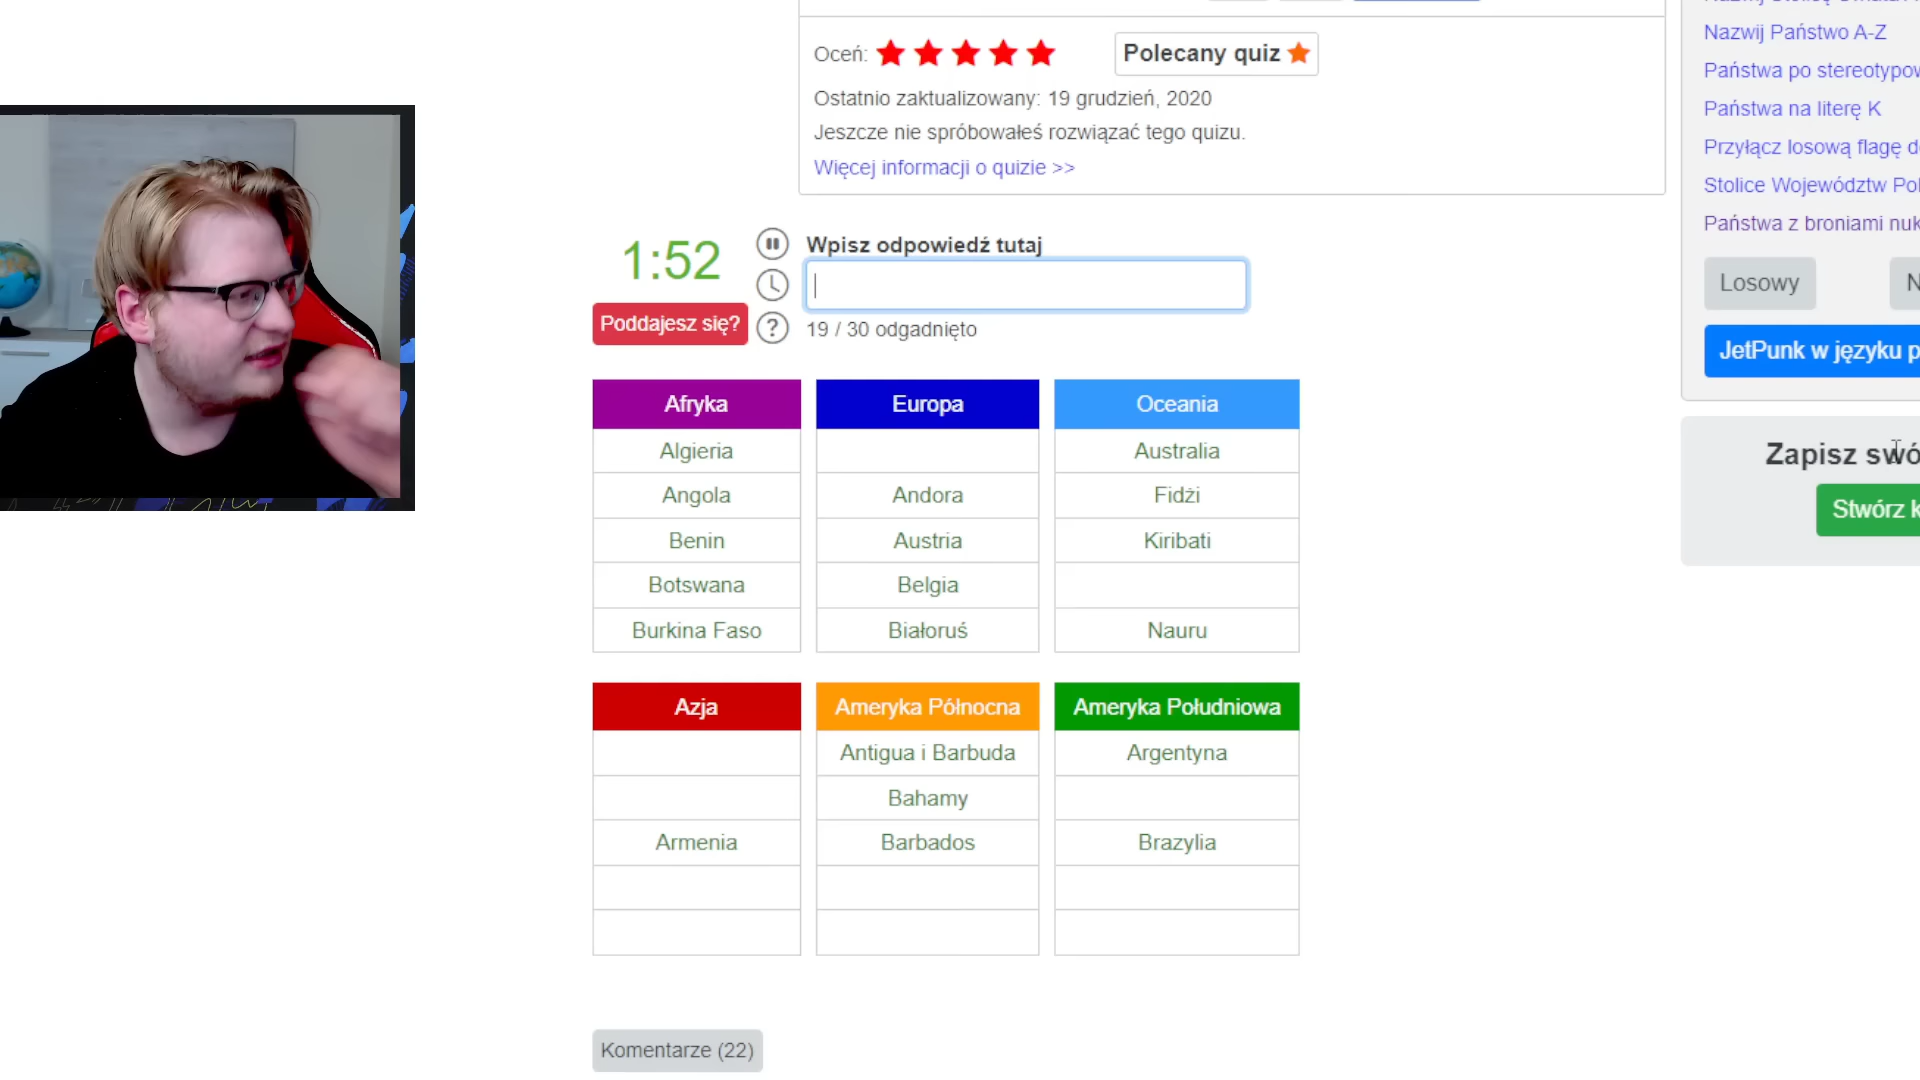 Oceń:
Polecany quiz
Ostatnio zaktualizowany: 19 grudzień, 2020
Jeszcze nie spróbowałeś rozwiązać tego quizu.
Więcej informacji o quizie >>
Nazwij Państwo A-Z
Państwa po stereotypow
Państwa na literę K
Przyłącz losową flagę d
Stolice Województw Pol
Państwa z broniami nuk
Losowy
N
JetPunk w języku p
Zapisz swó
Stwórz k
1:52
Wpisz odpowiedź tutaj
Poddajesz się?
?
19 / 30 odgadnięto
Afryka
Algieria
Angola
Benin
Botswana
Burkina Faso
Europa
Andora
Austria
Belgia
Białoruś
Oceania
Australia
Fidżi
Kiribati
Nauru
Azja
Armenia
Ameryka Północna
Antigua i Barbuda
Bahamy
Barbados
Ameryka Południowa
Argentyna
Brazylia
Komentarze (22)